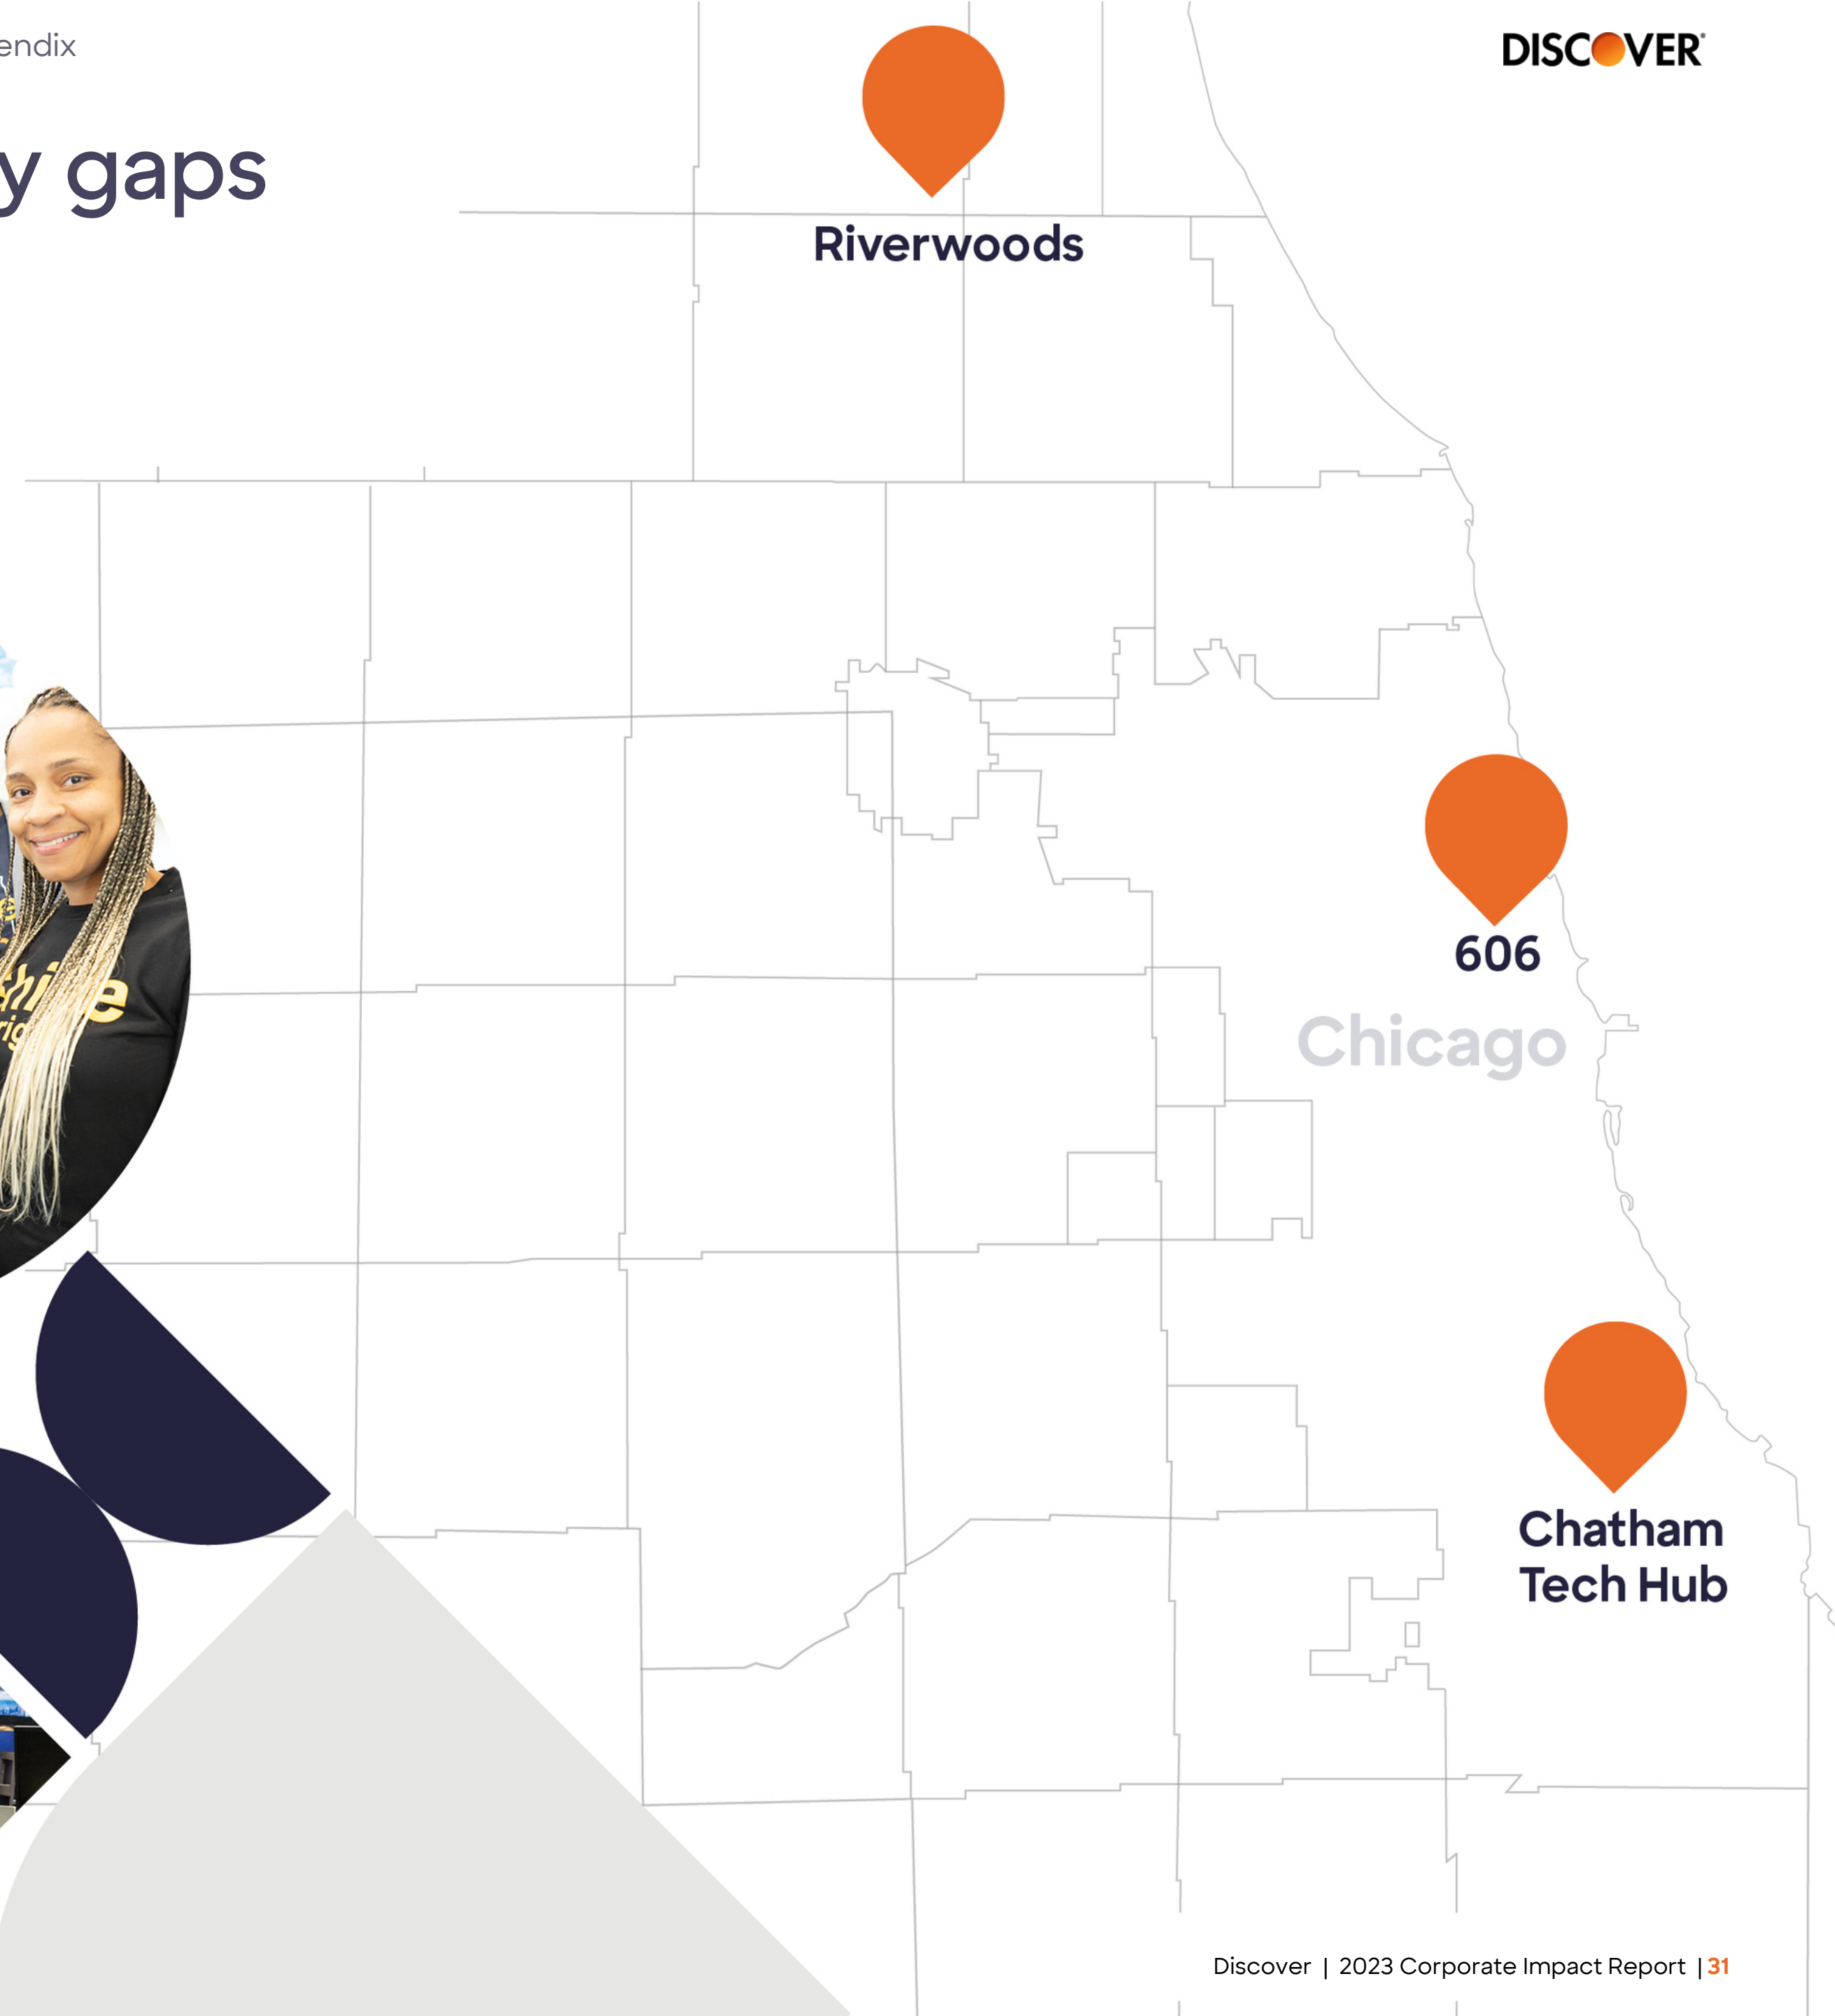 endix
DISCOVER
y gaps
Riverwoods
606
Chicago
Chatham
Tech Hub
Discover | 2023 Corporate Impact Report | 31